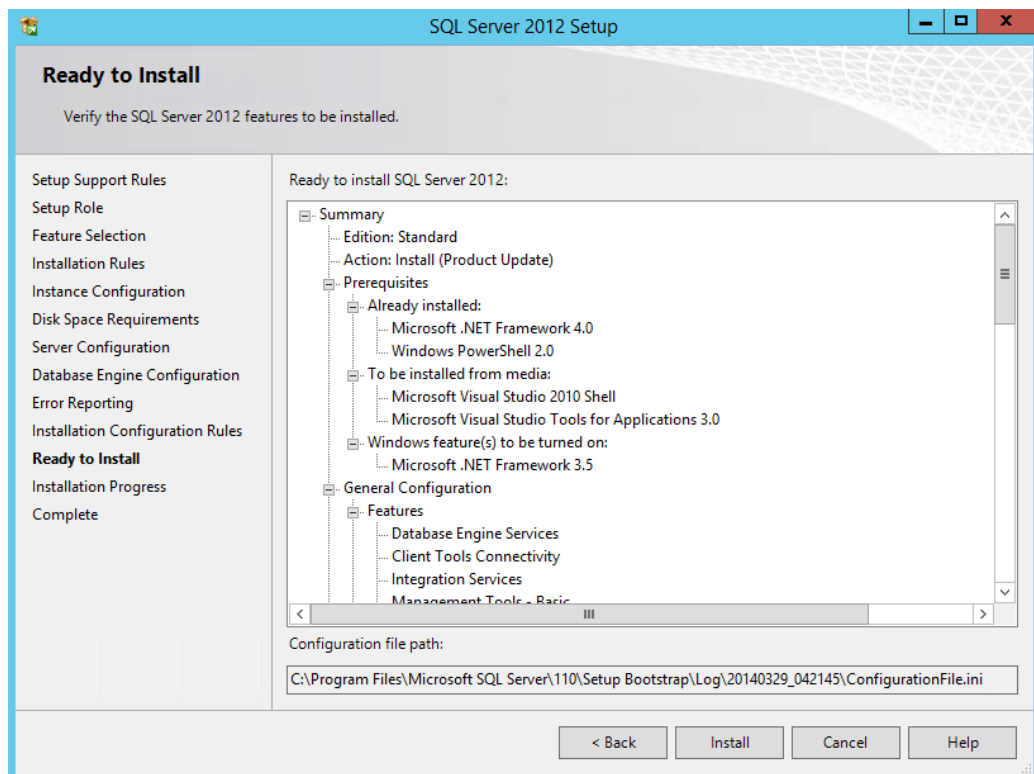 SQL Server 2012 Setup
Ready to Install
Verify the SQL Server 2012 features to be installed.
Setup Support Rules
Setup Role
Feature Selection
Installation Rules
Instance Configuration
Disk Space Requirements
Server Configuration
Database Engine Configuration
Error Reporting
Installation Configuration Rules
Ready to Install
Installation Progress
Complete
Ready to install SQL Server 2012:
Summary
Edition: Standard
Action: Install (Product Update)
Prerequisites
Already installed:
Microsoft .NET Framework 4.0
Windows PowerShell 2.0
To be installed from media:
Microsoft Visual Studio 2010 Shell
Microsoft Visual Studio Tools for Applications 3.0
Windows feature(s) to be turned on:
Microsoft .NET Framework 3.5
General Configuration
Features
Database Engine Services
Client Tools Connectivity
Integration Services
Management Tools - Basic
Configuration file path:
C:\Program Files\Microsoft SQL Server\110\Setup Bootstrap\Log\20140329_042145\ConfigurationFile.ini
< Back
Install
Cancel
Help